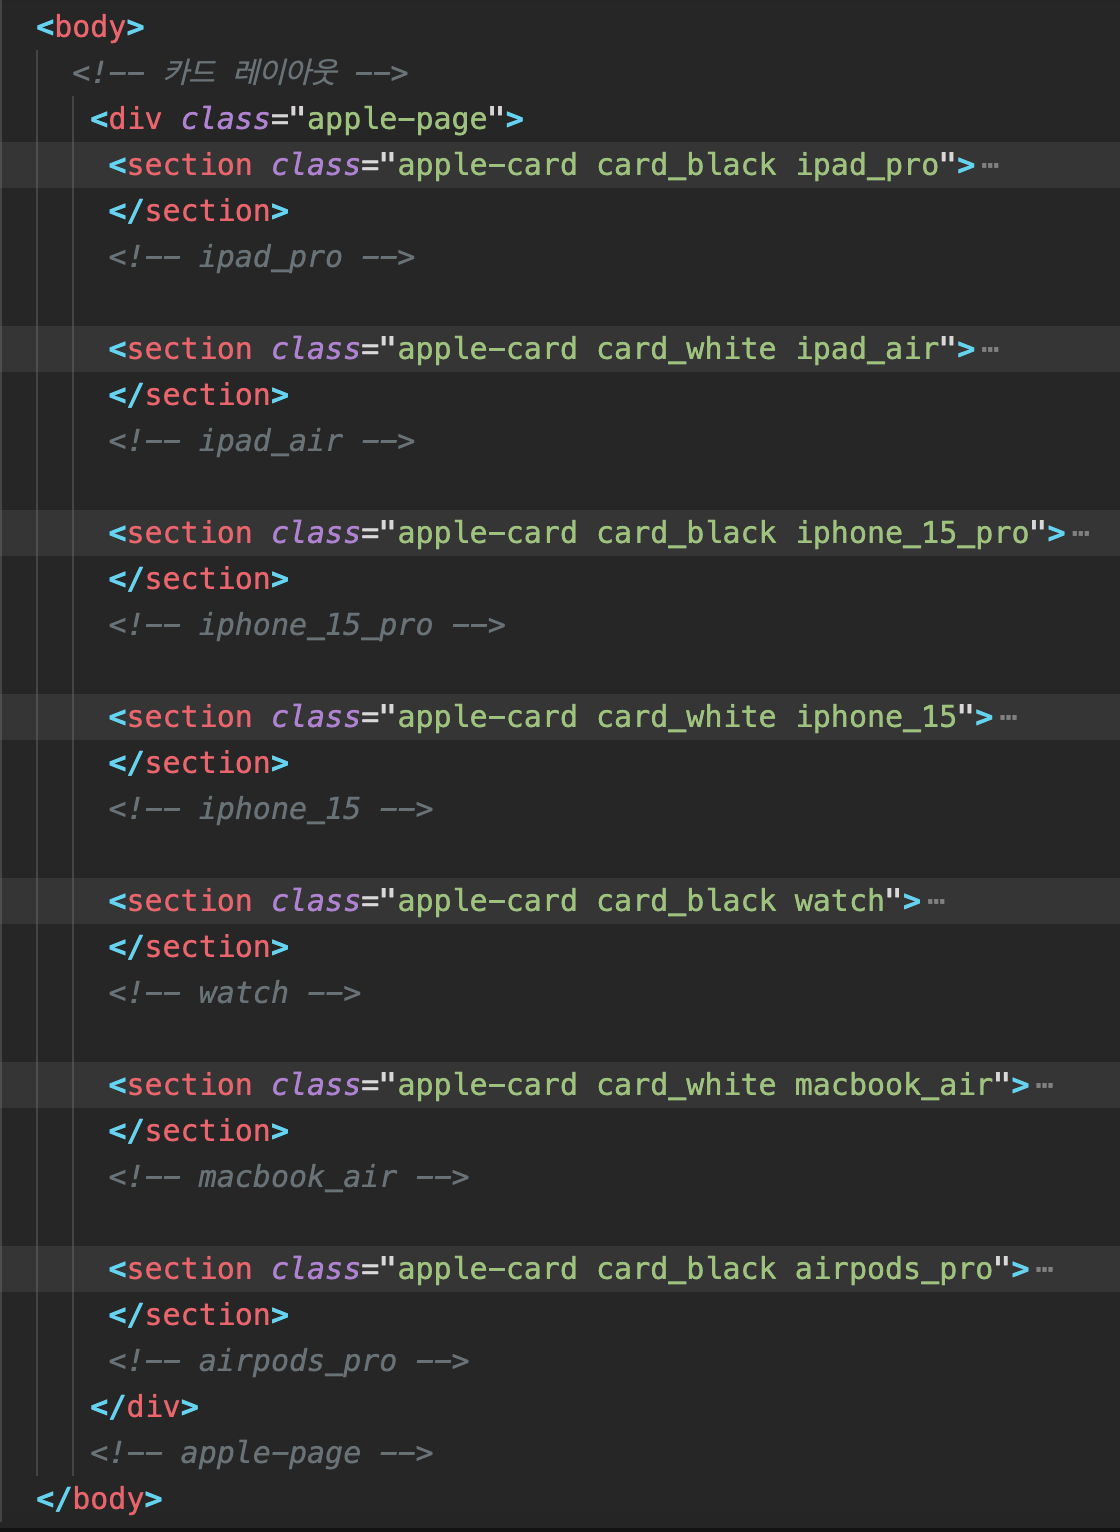 <body>
<!-- 카드 레이아웃 -->
<div class="apple-page">
<section class="apple-card card_black ipad_pro">…
</section>
<!-- ipad_pro -->
<section class="apple-card card_white ipad_air">…
</section>
<!-- ipad_air -->
<section class="apple-card card_black iphone_15_pro">…
</section>
<!-- iphone_15_pro -->
<section class="apple-card card_white iphone_15">…
</section>
<!-- iphone_15 -->
<section class="apple-card card_black watch">…
</section>
<!-- watch -->
<section class="apple-card card_white macbook_air">…
</section>
<!-- macbook_air -->
<section class="apple-card card_black airpods_pro">…
</section>
<!-- airpods_pro -->
</div>
<!-- apple-page -->
</body>